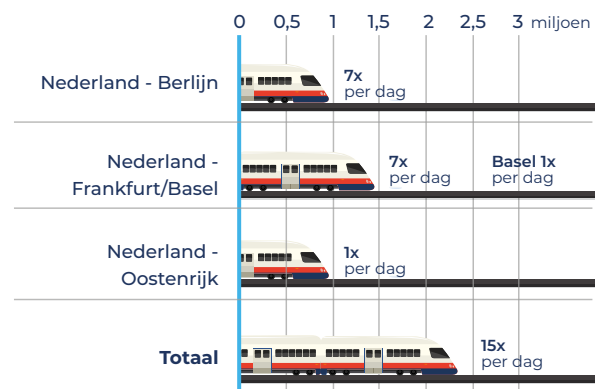 0 0,5 1 1,5 2 2,5 3 miljoen
Nederland - Berlijn
7x
per dag
Nederland -
Frankfurt/Basel
7x
per dag
Basel 1x
per dag
Nederland -
Oostenrijk
1x
per dag
Totaal
15x
per dag